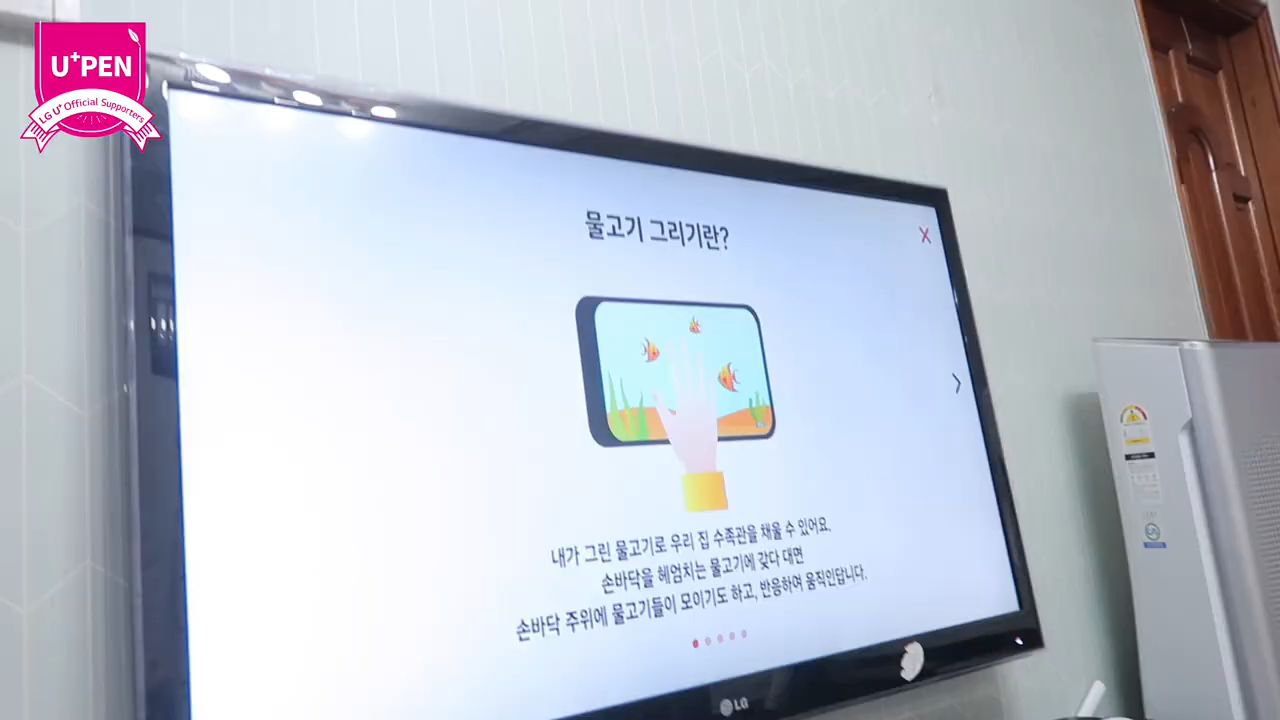 U+PEN
LG U+ Official Supporters
물고기 그리기란?
X
내가 그린 물고기로 우리 집 수족관을 채울 수 있어요.
손바닥을 헤엄치는 물고기에 갖다 대면
손바닥 주위에 물고기들이 모이기도 하고, 반응하여 움직인답니다.
LG